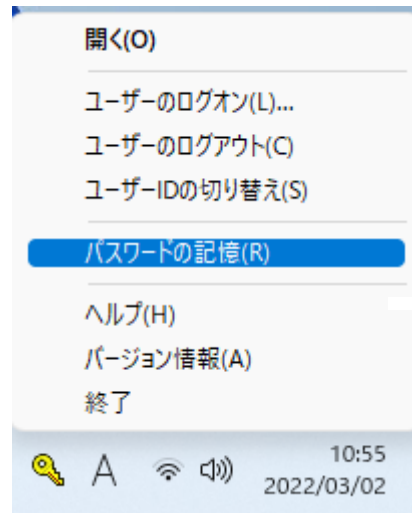 開く(O)
ユーザーのログオン(L)...
ユーザーのログアウト(C)
ユーザーIDの切り替え(S)
パスワードの記憶(R)
ヘルプ(H)
バージョン情報(A)
終了
A
10:55
2022/03/02